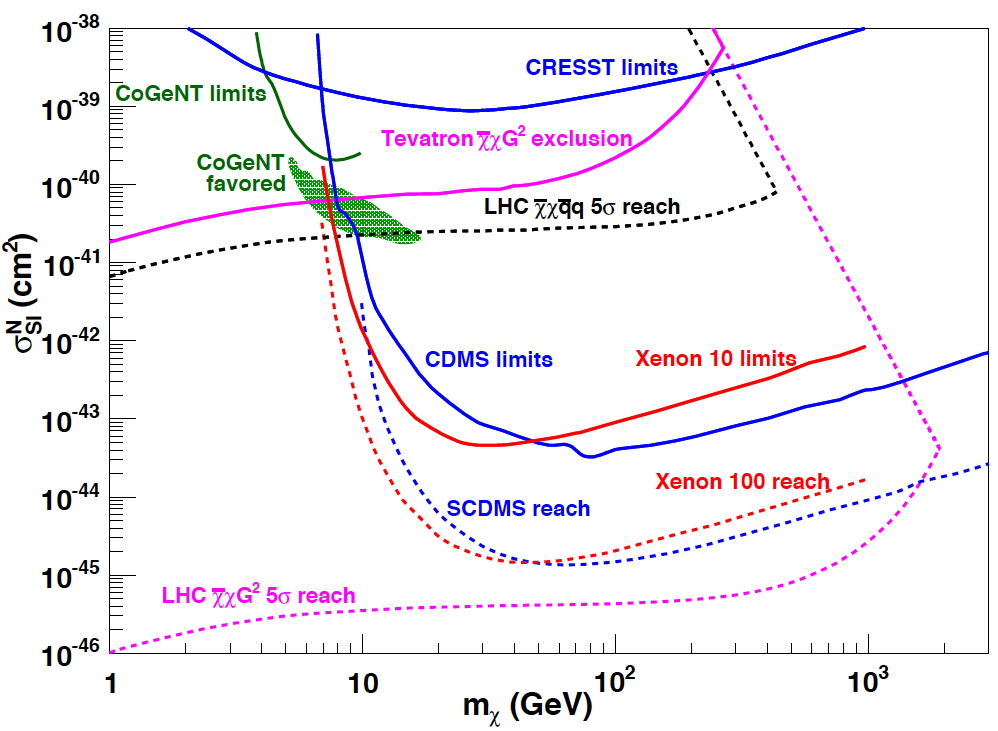 10⁻³⁸
CRESST limits
CoGeNT limits
10⁻³⁹
Tevatron χ̅χG² exclusion
CoGeNT
favored
10⁻⁴⁰
LHC χ̅χq̅q 5σ reach
10⁻⁴¹
σᴺ_SI (cm²)
10⁻⁴²
CDMS limits
Xenon 10 limits
10⁻⁴³
Xenon 100 reach
10⁻⁴⁴
SCDMS reach
10⁻⁴⁵
LHC χ̅χG² 5σ reach
10⁻⁴⁶
1 10 10² 10³
m_χ (GeV)